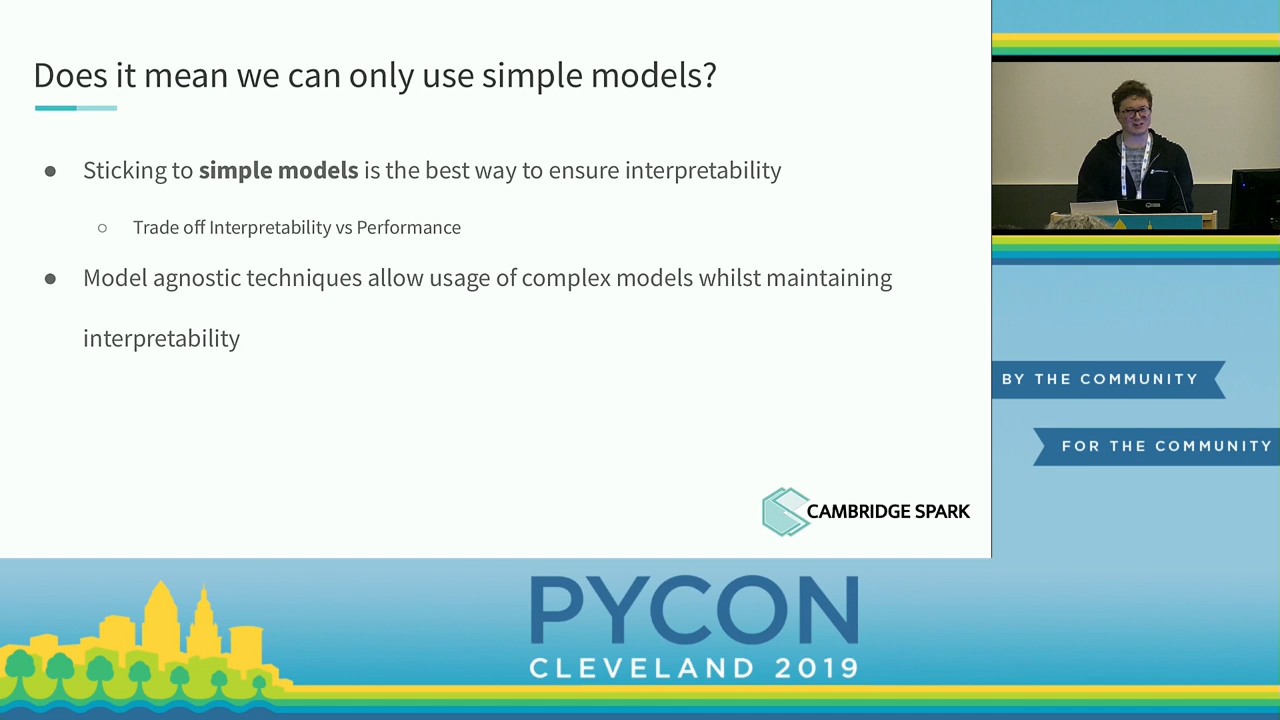 Does it mean we can only use simple models?
● Sticking to simple models is the best way to ensure interpretability
○ Trade off Interpretability vs Performance
● Model agnostic techniques allow usage of complex models whilst maintaining
interpretability
CAMBRIDGE SPARK
BY THE COMMUNITY
FOR THE COMMUNITY
PYCON
CLEVELAND 2019